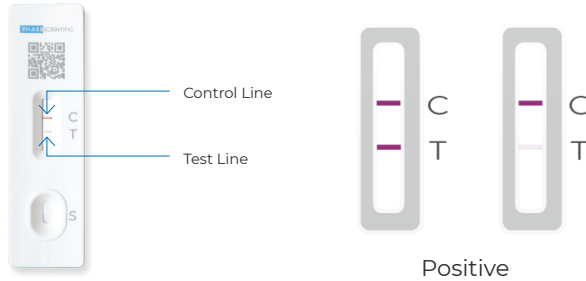 PHASE SCIENTIFIC
Control Line
C
T
Test Line
S
C
T
C
T
Positive